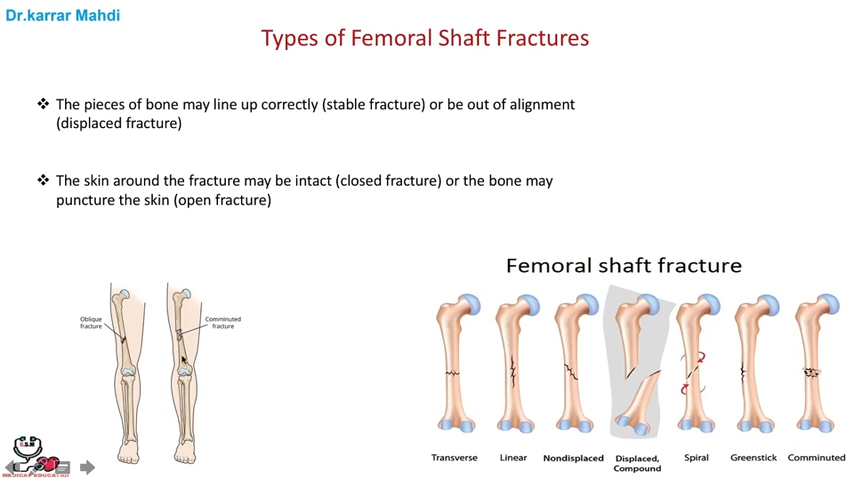 Dr.karrar Mahdi
Types of Femoral Shaft Fractures
❖ The pieces of bone may line up correctly (stable fracture) or be out of alignment
(displaced fracture)
❖ The skin around the fracture may be intact (closed fracture) or the bone may
puncture the skin (open fracture)
Oblique
fracture
Comminuted
fracture
Femoral shaft fracture
Transverse
Linear
Nondisplaced
Displaced,
Compound
Spiral
Greenstick
Comminuted